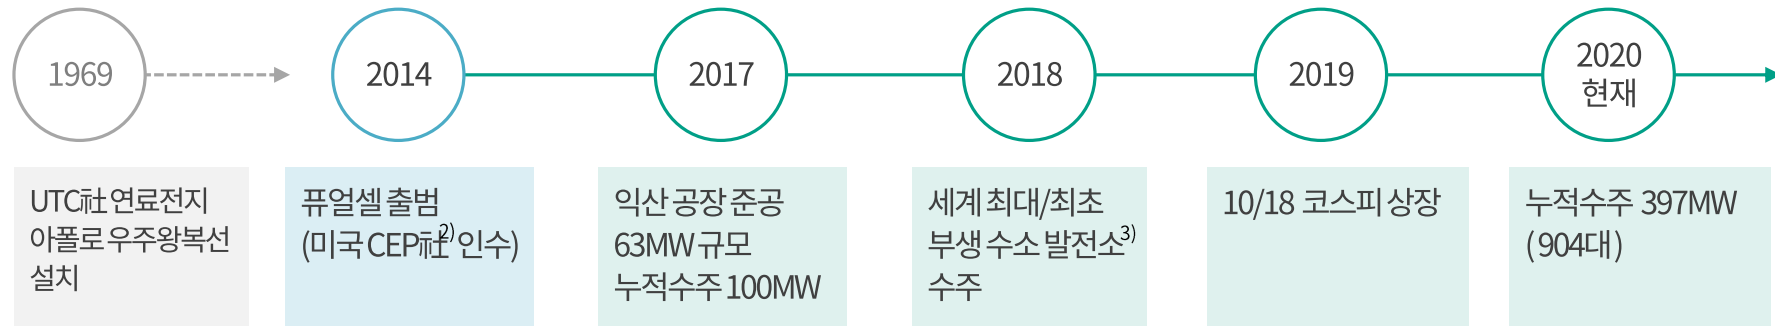 1969
2014
2017
2018
2019
2020
현재
UTC社 연료전지
아폴로 우주왕복선
설치
퓨얼셀 출범
(미국 CEP社2) 인수)
익산 공장 준공
63MW 규모
누적수주 100MW
세계 최대/최초
부생 수소 발전소3)
수주
10/18 코스피 상장
누적수주 397MW
( 904대 )